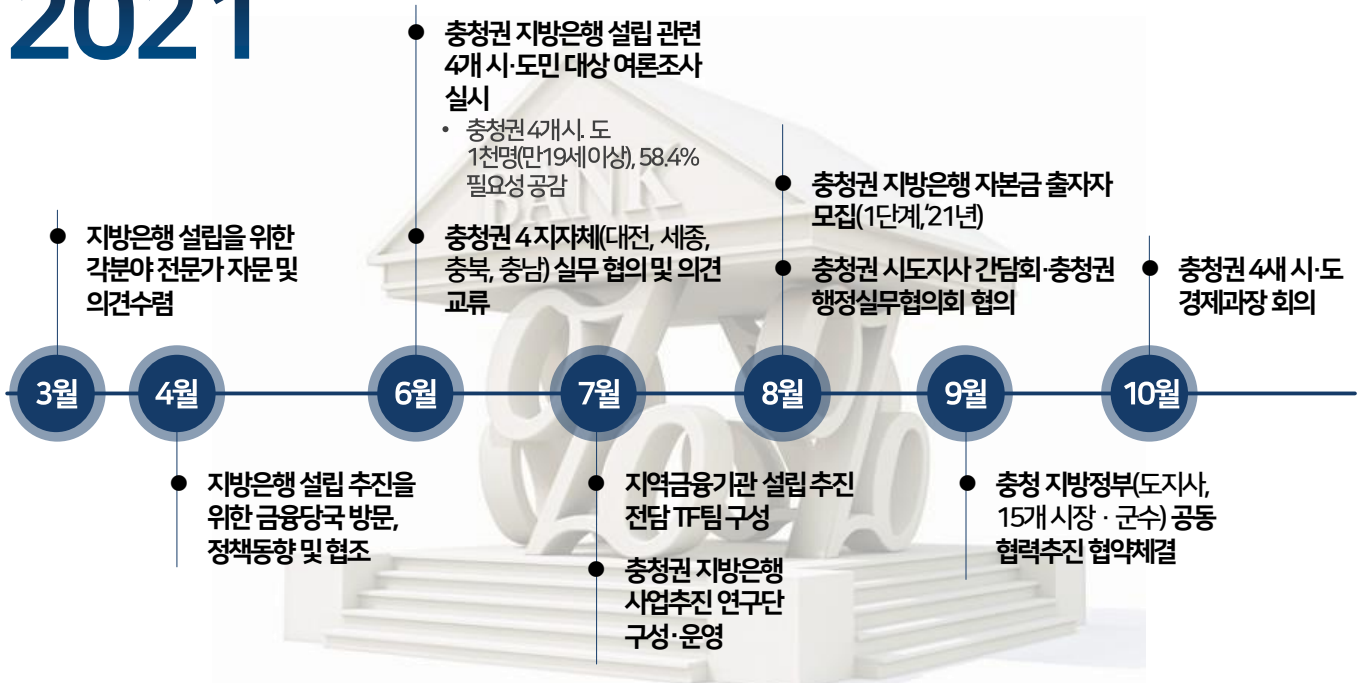 2021
충청권 지방은행 설립 관련
4개 시·도민 대상 여론조사
실시
• 충청권 4개시. 도
1천명(만19세이상), 58.4%
필요성 공감
충청권 4 지자체(대전, 세종,
충북, 충남) 실무 협의 및 의견
교류
지방은행 설립을 위한
각분야 전문가 자문 및
의견수렴
충청권 지방은행 자본금 출자자
모집(1단계,'21년)
충청권 시도지사 간담회·충청권
행정실무협의회 협의
충청권 4새 시·도
경제과장 회의
BANK
3월
4월
6월
7월
8월
9월
10월
지방은행 설립 추진을
위한 금융당국 방문,
정책동향 및 협조
지역금융기관 설립 추진
전담 TF팀 구성
충청권 지방은행
사업추진 연구단
구성·운영
충청 지방정부(도지사,
15개 시장 · 군수) 공동
협력추진 협약체결